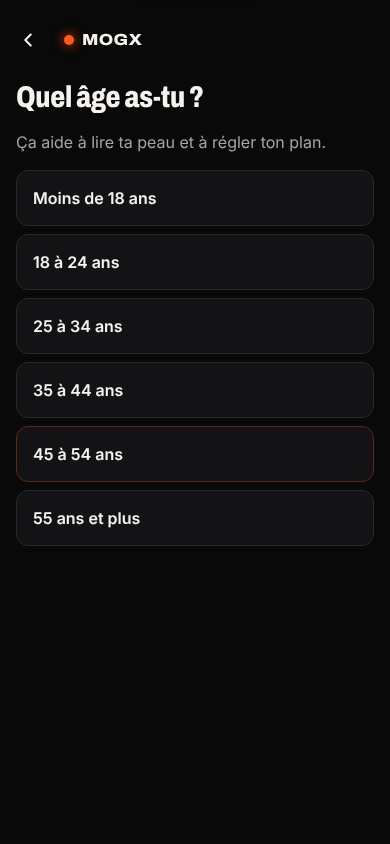 MOGX
Quel âge as-tu ?
Ça aide à lire ta peau et à régler ton plan.
Moins de 18 ans
18 à 24 ans
25 à 34 ans
35 à 44 ans
45 à 54 ans
55 ans et plus